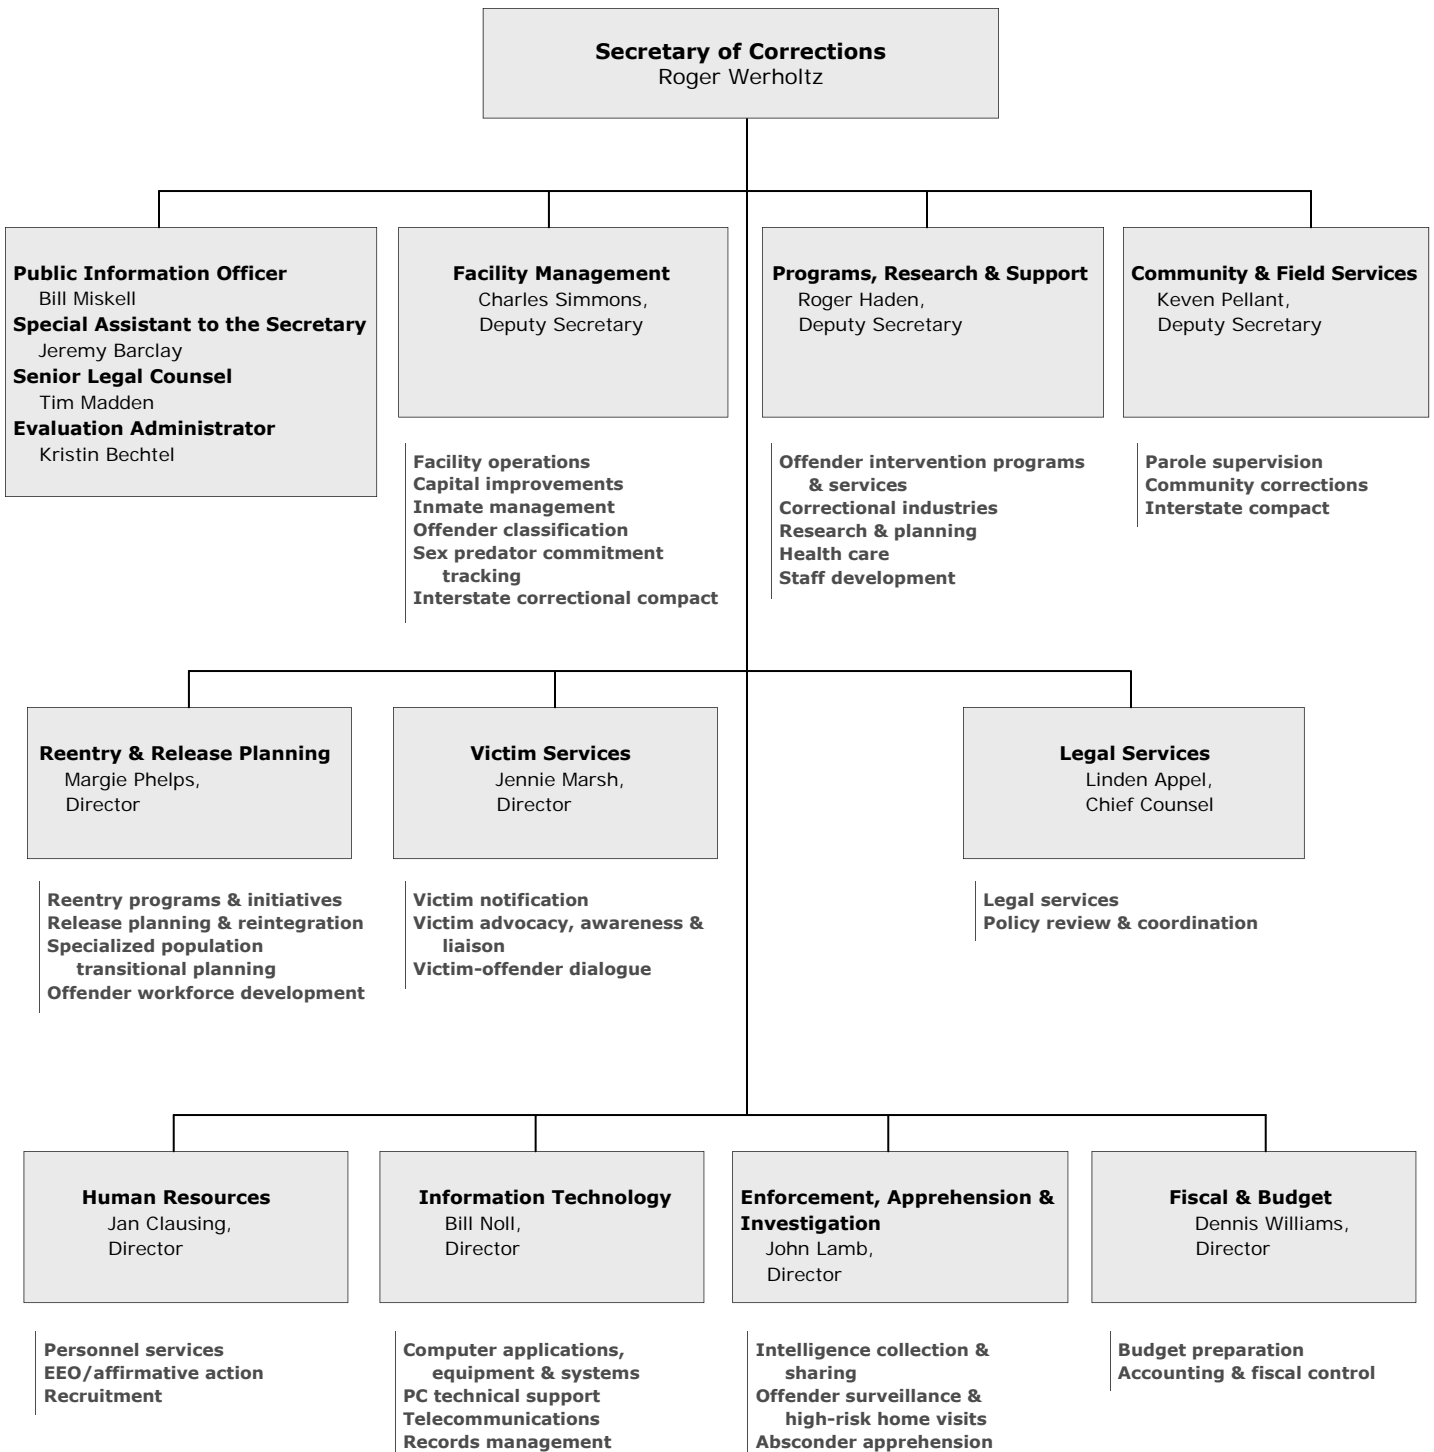 Secretary of Corrections
Roger Werholtz
Public Information Officer
Bill Miskell
Special Assistant to the Secretary
Jeremy Barclay
Senior Legal Counsel
Tim Madden
Evaluation Administrator
Kristin Bechtel
Facility Management
Charles Simmons,
Deputy Secretary
Facility operations
Capital improvements
Inmate management
Offender classification
Sex predator commitment
tracking
Interstate correctional compact
Programs, Research & Support
Roger Haden,
Deputy Secretary
Offender intervention programs
& services
Correctional industries
Research & planning
Health care
Staff development
Community & Field Services
Keven Pellant,
Deputy Secretary
Parole supervision
Community corrections
Interstate compact
Reentry & Release Planning
Margie Phelps,
Director
Reentry programs & initiatives
Release planning & reintegration
Specialized population
transitional planning
Offender workforce development
Victim Services
Jennie Marsh,
Director
Victim notification
Victim advocacy, awareness &
liaison
Victim-offender dialogue
Legal Services
Linden Appel,
Chief Counsel
Legal services
Policy review & coordination
Human Resources
Jan Clausing,
Director
Personnel services
EEO/affirmative action
Recruitment
Information Technology
Bill Noll,
Director
Computer applications,
equipment & systems
PC technical support
Telecommunications
Records management
Enforcement, Apprehension &
Investigation
John Lamb,
Director
Intelligence collection &
sharing
Offender surveillance &
high-risk home visits
Absconder apprehension
Fiscal & Budget
Dennis Williams,
Director
Budget preparation
Accounting & fiscal control